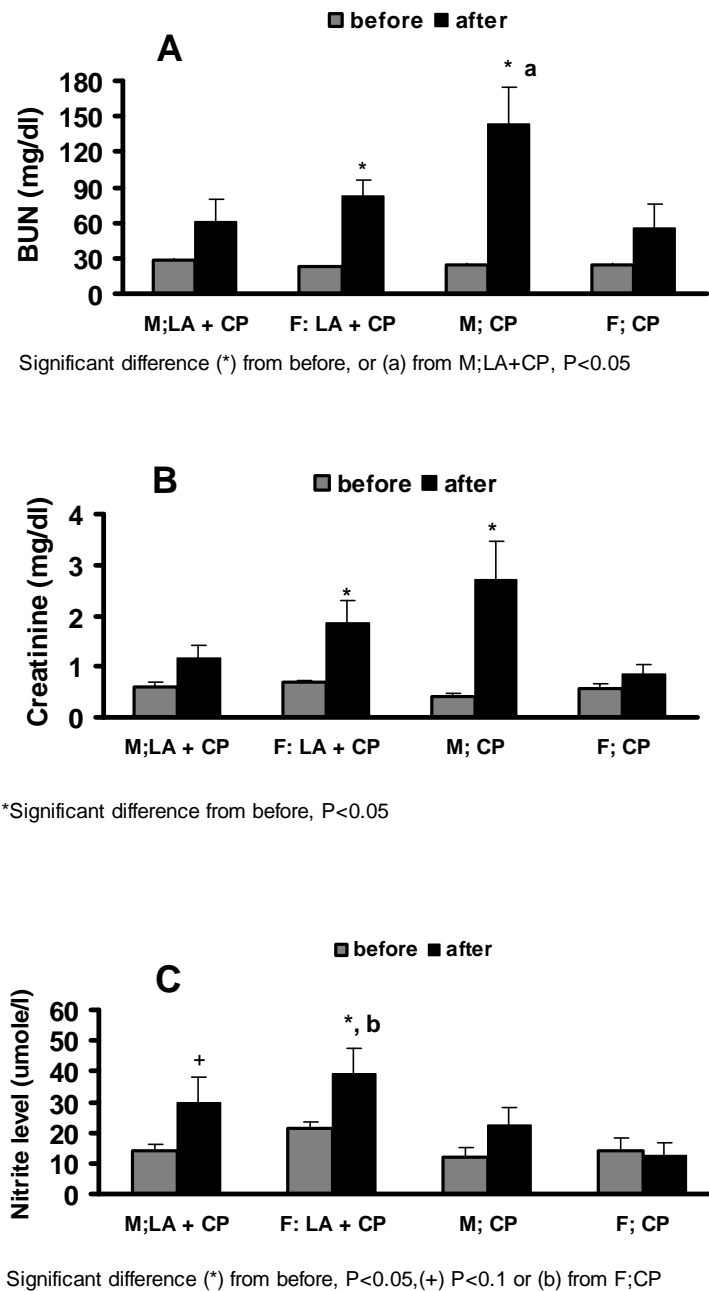 before after
A
BUN (mg/dl)
180
150
120
90
60
30
0
*
* a
M;LA + CP F: LA + CP M; CP F; CP
Significant difference (*) from before, or (a) from M;LA+CP, P<0.05
B
before after
Creatinine (mg/dl)
4
3
2
1
0
*
*
M;LA + CP F: LA + CP M; CP F; CP
*Significant difference from before, P<0.05
before after
C
Nitrite level (umole/l)
60
50
40
30
20
10
0
+
*, b
M;LA + CP F: LA + CP M; CP F; CP
Significant difference (*) from before, P<0.05,(+) P<0.1 or (b) from F;CP